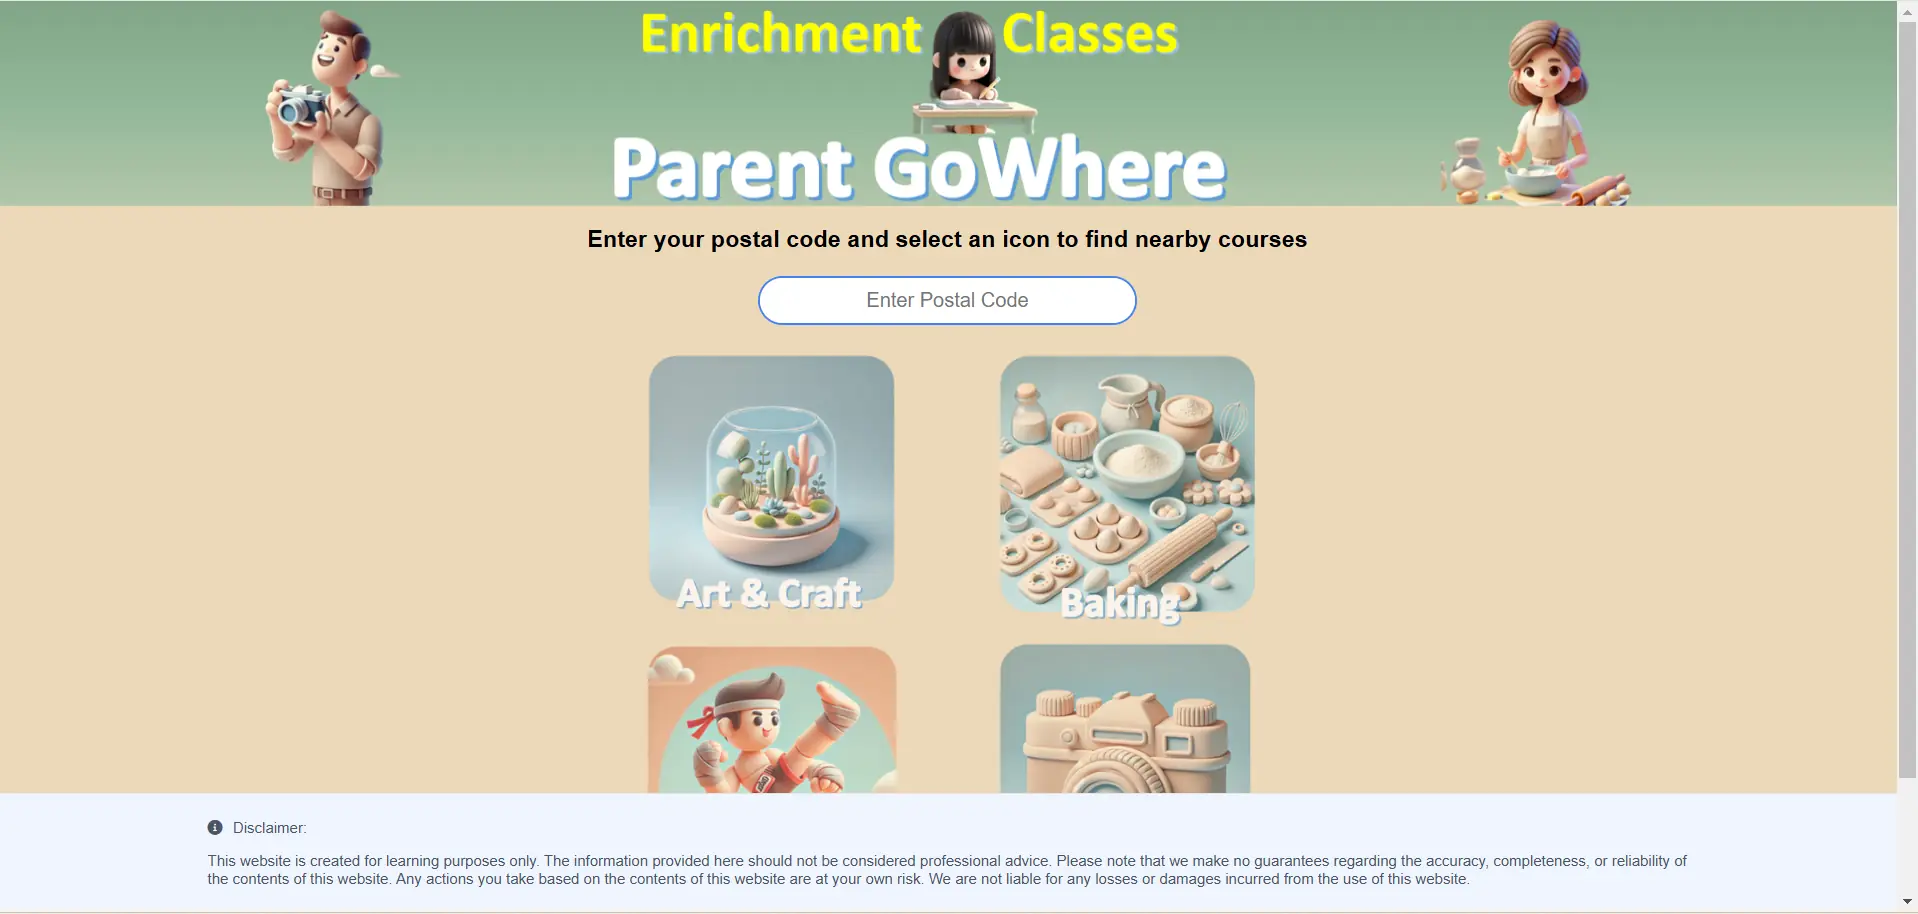 Enrichment Classes
Parent GoWhere
Enter your postal code and select an icon to find nearby courses
Enter Postal Code
Art & Craft
Baking
Disclaimer:
This website is created for learning purposes only. The information provided here should not be considered professional advice. Please note that we make no guarantees regarding the accuracy, completeness, or reliability of
the contents of this website. Any actions you take based on the contents of this website are at your own risk. We are not liable for any losses or damages incurred from the use of this website.